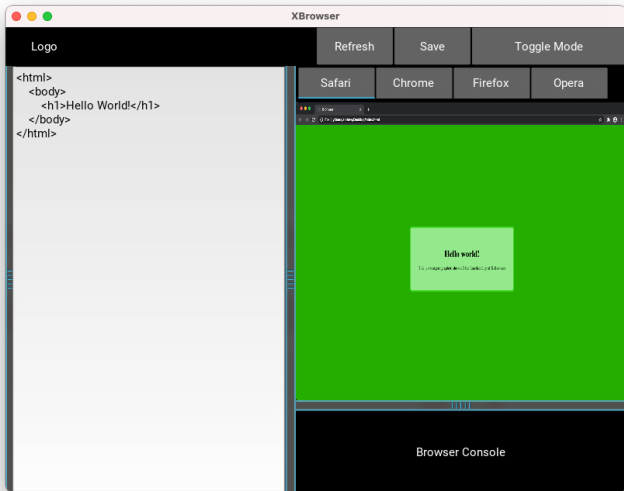 XBrowser
Logo
Refresh
Save
Toggle Mode
<html>
<body>
<h1>Hello World!</h1>
</body>
</html>
Safari
Chrome
Firefox
Opera
Hello world!
Browser Console